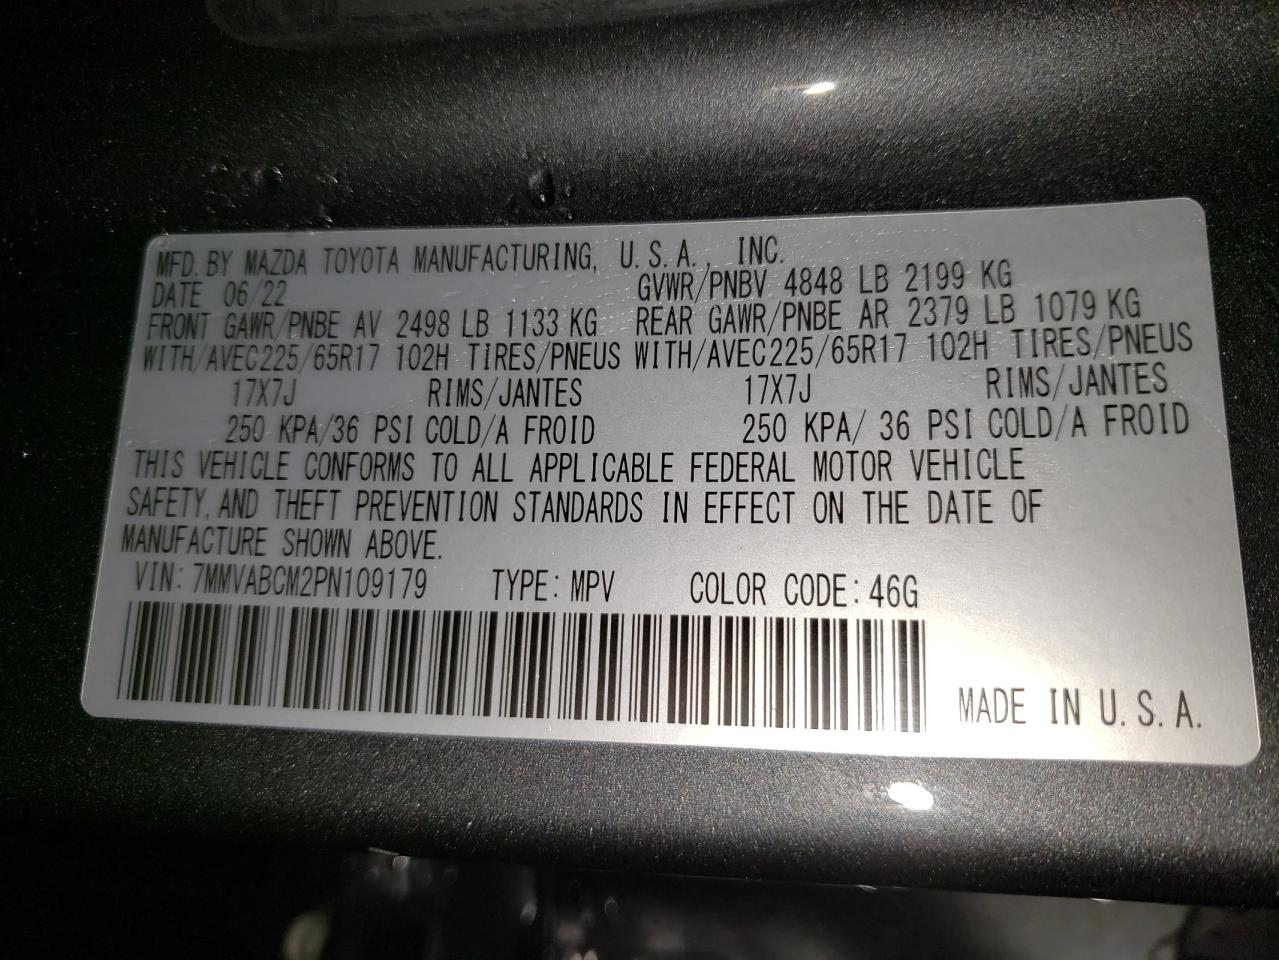 MFD. BY MAZDA TOYOTA MANUFACTURING, U.S.A., INC.
DATE 06/22 GVWR/PNBV 4848 LB 2199 KG
FRONT GAWR/PNBE AV 2498 LB 1133 KG REAR GAWR/PNBE AR 2379 LB 1079 KG
WITH/AVEC225/65R17 102H TIRES/PNEUS WITH/AVEC225/65R17 102H TIRES/PNEUS
17X7J RIMS/JANTES 17X7J RIMS/JANTES
250 KPA/36 PSI COLD/A FROID 250 KPA/ 36 PSI COLD/A FROID
THIS VEHICLE CONFORMS TO ALL APPLICABLE FEDERAL MOTOR VEHICLE
SAFETY, AND THEFT PREVENTION STANDARDS IN EFFECT ON THE DATE OF
MANUFACTURE SHOWN ABOVE.
VIN: 7MMVABCM2PN109179 TYPE: MPV COLOR CODE: 46G
MADE IN U.S.A.